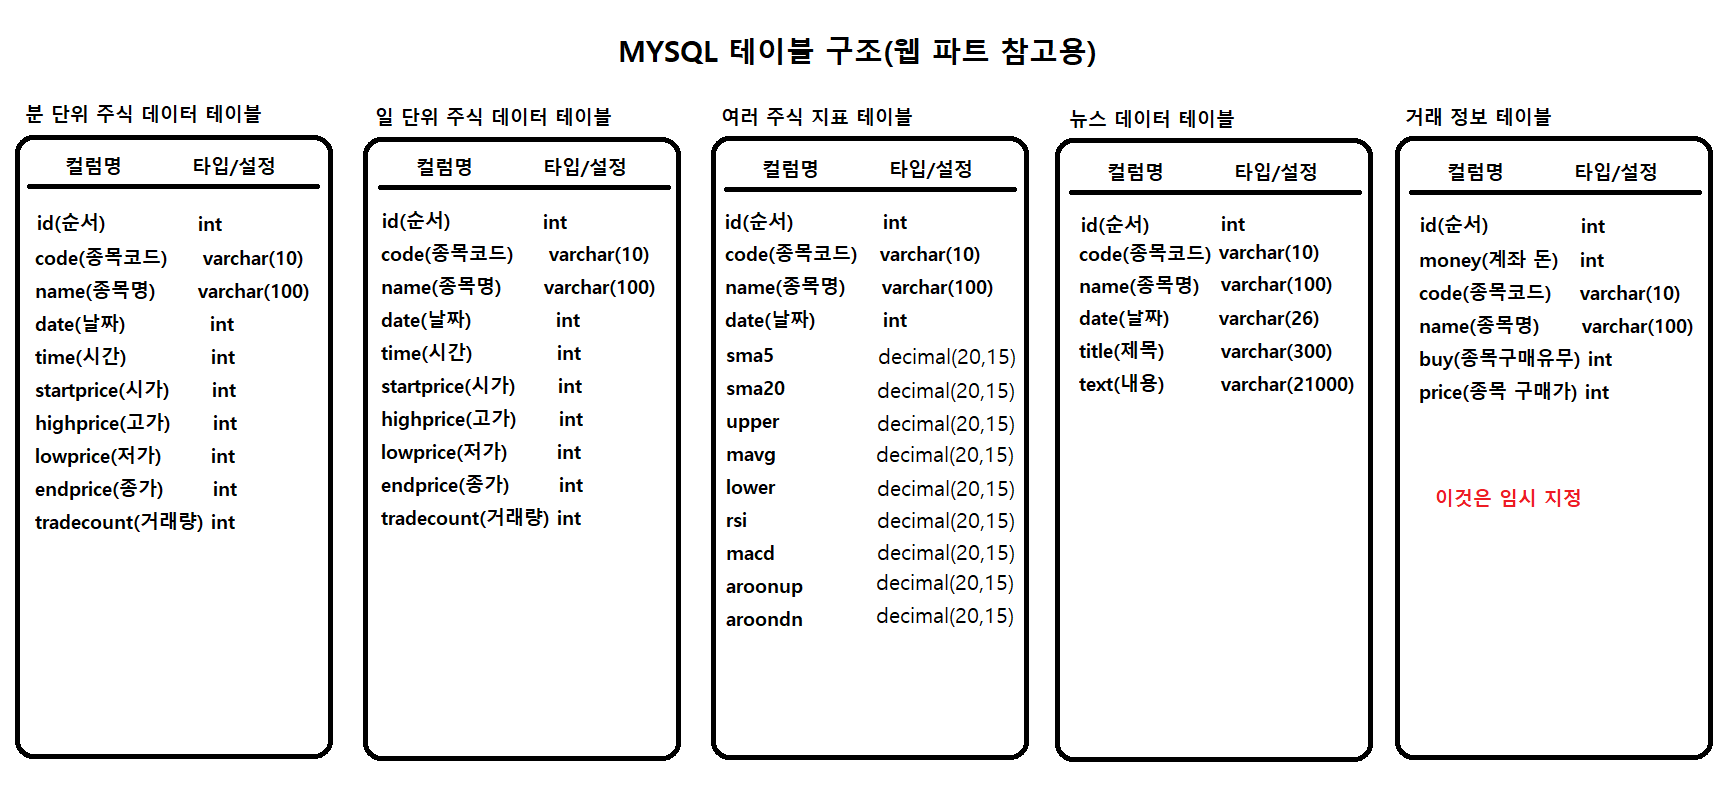 MYSQL 테이블 구조(웹 파트 참고용)
분 단위 주식 데이터 테이블
컬럼명 타입/설정
id(순서) int
code(종목코드) varchar(10)
name(종목명) varchar(100)
date(날짜) int
time(시간) int
startprice(시가) int
highprice(고가) int
lowprice(저가) int
endprice(종가) int
tradecount(거래량) int
일 단위 주식 데이터 테이블
컬럼명 타입/설정
id(순서) int
code(종목코드) varchar(10)
name(종목명) varchar(100)
date(날짜) int
time(시간) int
startprice(시가) int
highprice(고가) int
lowprice(저가) int
endprice(종가) int
tradecount(거래량) int
여러 주식 지표 테이블
컬럼명 타입/설정
id(순서) int
code(종목코드) varchar(10)
name(종목명) varchar(100)
date(날짜) int
sma5 decimal(20,15)
sma20 decimal(20,15)
upper decimal(20,15)
mavg decimal(20,15)
lower decimal(20,15)
rsi decimal(20,15)
macd decimal(20,15)
aroonup decimal(20,15)
aroondn decimal(20,15)
뉴스 데이터 테이블
컬럼명 타입/설정
id(순서) int
code(종목코드) varchar(10)
name(종목명) varchar(100)
date(날짜) varchar(26)
title(제목) varchar(300)
text(내용) varchar(21000)
거래 정보 테이블
컬럼명 타입/설정
id(순서) int
money(계좌 돈) int
code(종목코드) varchar(10)
name(종목명) varchar(100)
buy(종목구매유무) int
price(종목 구매가) int
이것은 임시 지정